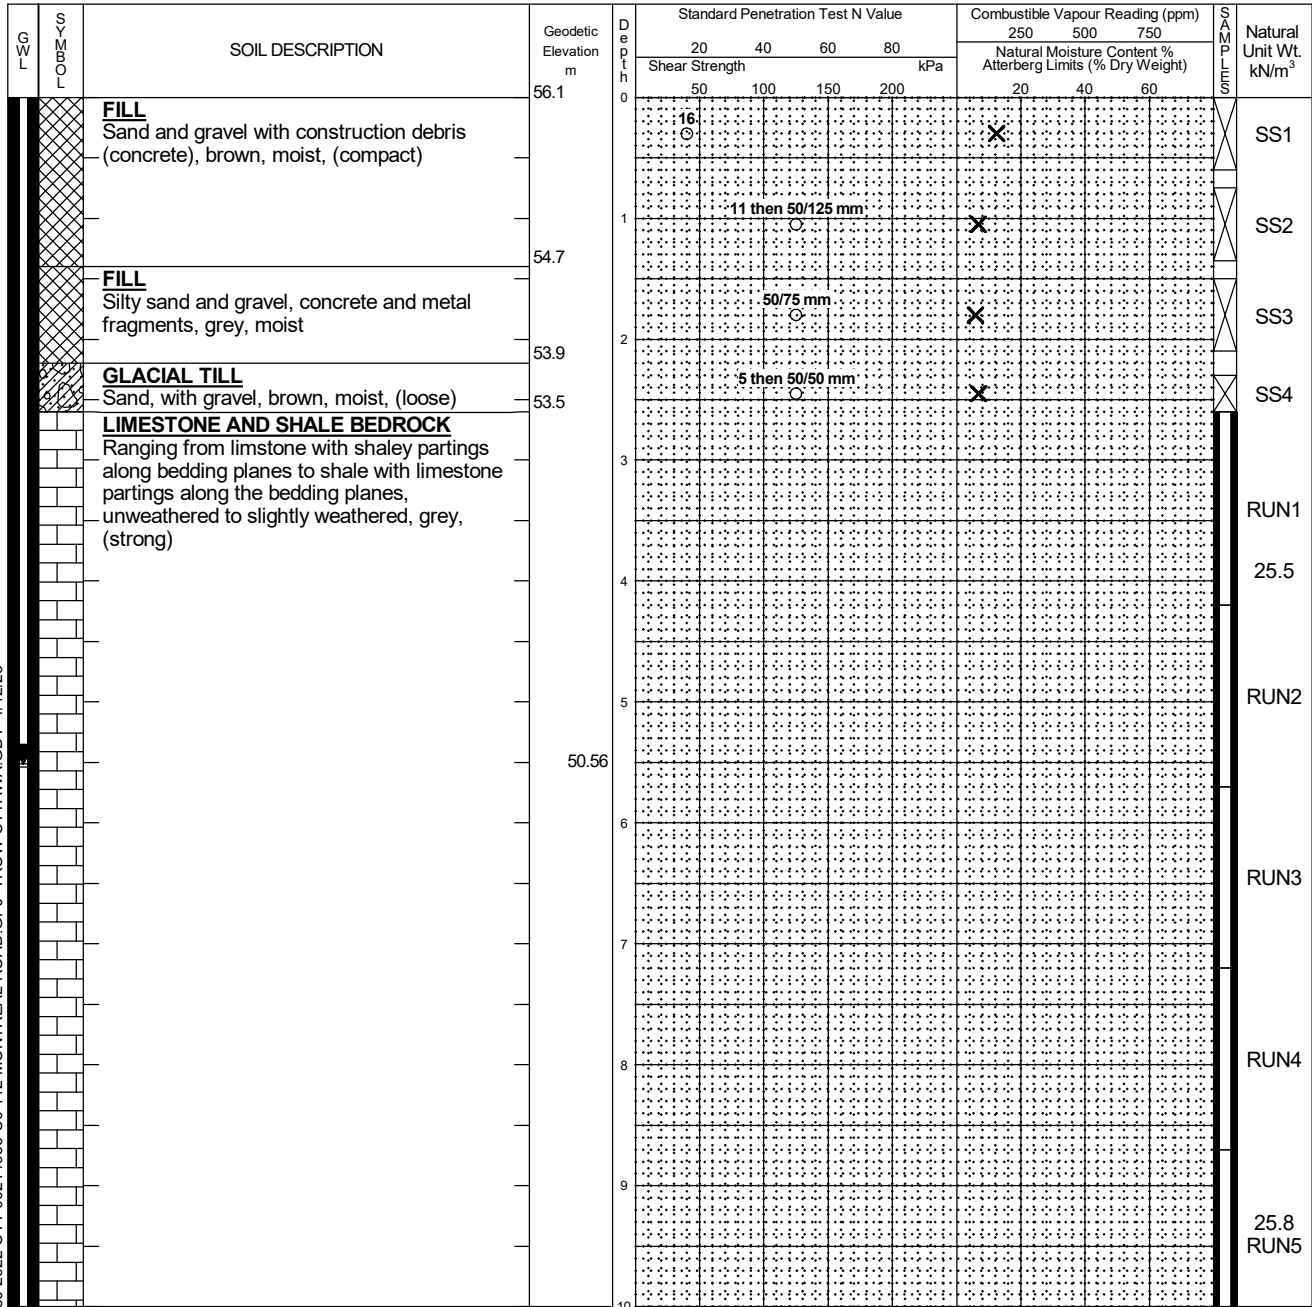 GWL
SYMBOL
SOIL DESCRIPTION
Geodetic
Elevation
m
Depth
Standard Penetration Test N Value
20 40 60 80
Shear Strength kPa
50 100 150 200
Combustible Vapour Reading (ppm)
250 500 750
Natural Moisture Content %
Atterberg Limits (% Dry Weight)
20 40 60
SAMPLES
Natural
Unit Wt.
kN/m³
56.1
0
FILL
Sand and gravel with construction debris
(concrete), brown, moist, (compact)
16
SS1
1
11 then 50/125 mm
SS2
54.7
FILL
Silty sand and gravel, concrete and metal
fragments, grey, moist
50/75 mm
SS3
2
53.9
GLACIAL TILL
Sand, with gravel, brown, moist, (loose)
5 then 50/50 mm
SS4
53.5
LIMESTONE AND SHALE BEDROCK
Ranging from limstone with shaley partings
along bedding planes to shale with limestone
partings along the bedding planes,
unweathered to slightly weathered, grey,
(strong)
3
RUN1
25.5
4
RUN2
5
50.56
6
RUN3
7
8
RUN4
9
25.8
RUN5
10